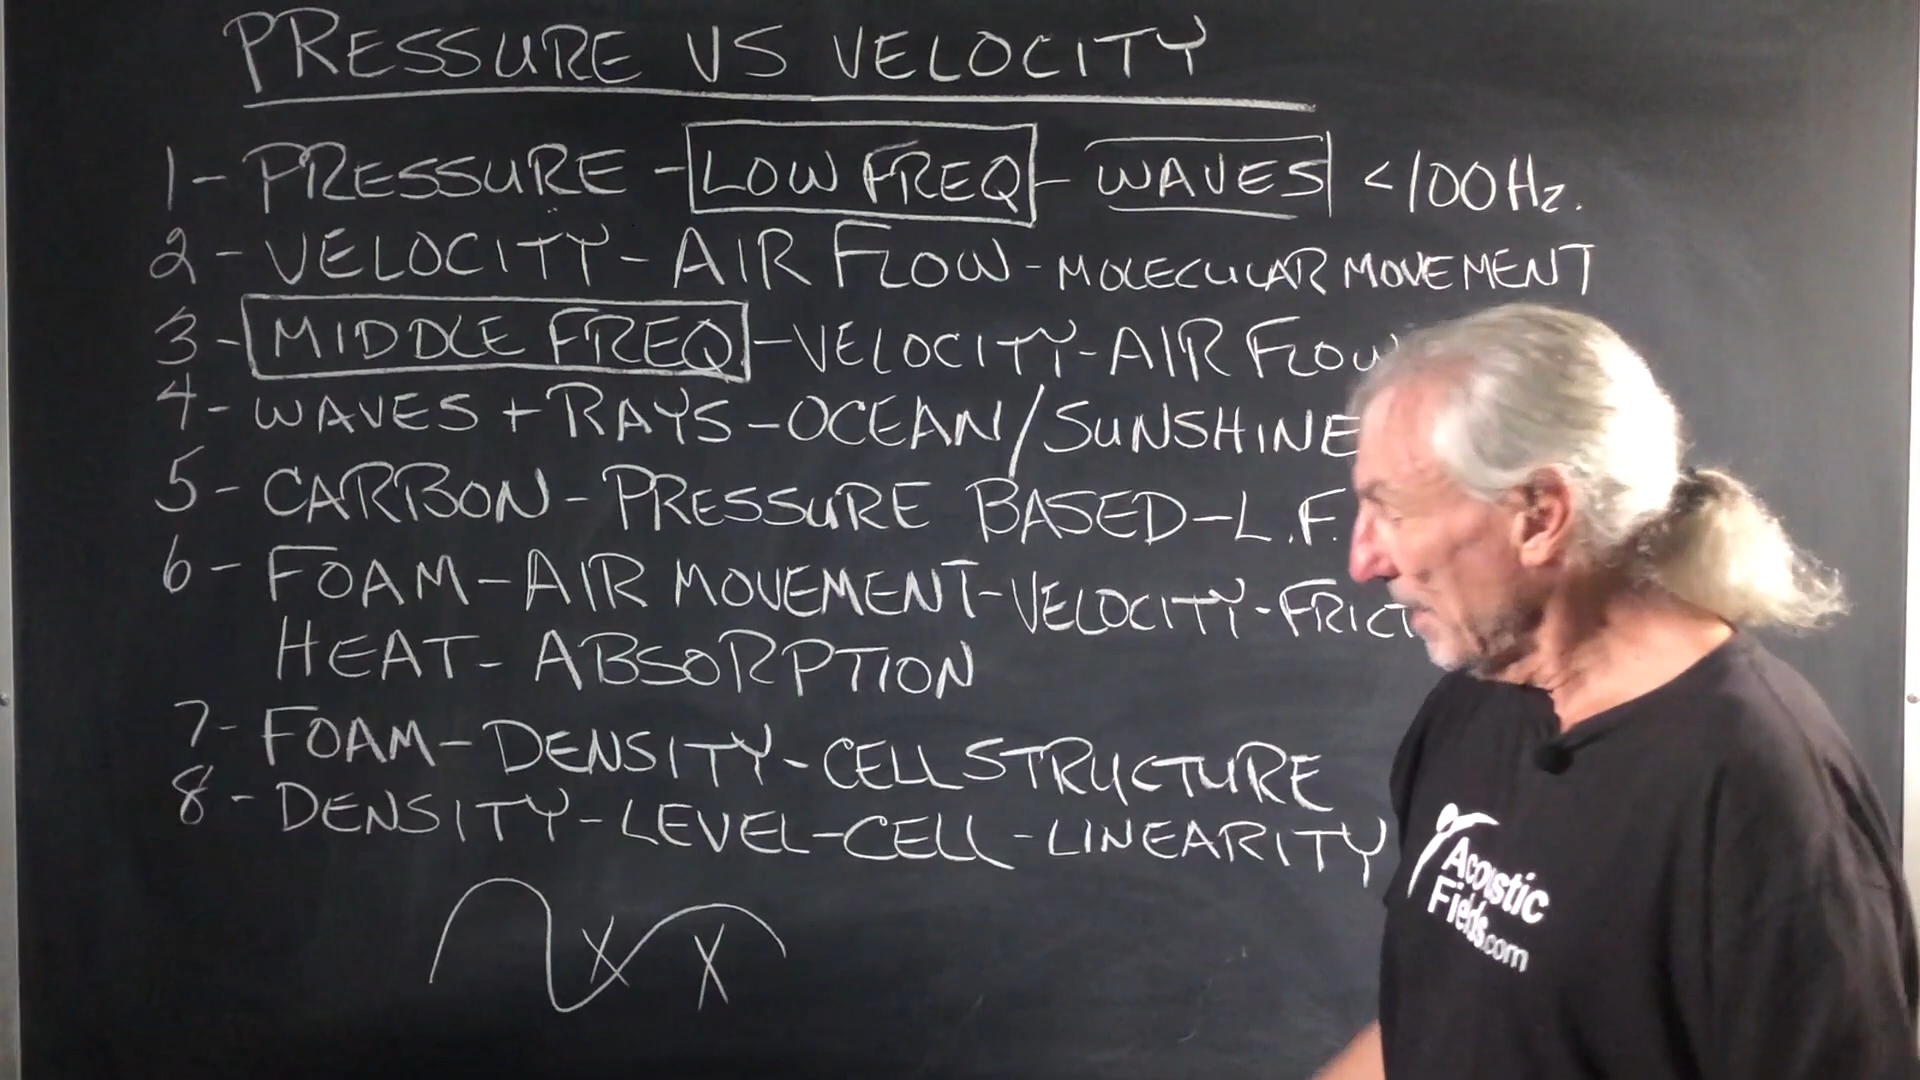 PRESSURE VS VELOCITY
1- PRESSURE - LOW FREQ - WAVES <100Hz.
2- VELOCITY - AIR FLOW - MOLECULAR MOVEMENT
3- MIDDLE FREQ - VELOCITY - AIR FLOW
4- WAVES + RAYS - OCEAN/SUNSHINE
5- CARBON - PRESSURE BASED - L.F.
6- FOAM - AIR MOVEMENT - VELOCITY - FRICT
HEAT - ABSORPTION
7- FOAM - DENSITY - CELL STRUCTURE
8- DENSITY - LEVEL - CELL - LINEARITY
X X
Acoustic
Fields.com